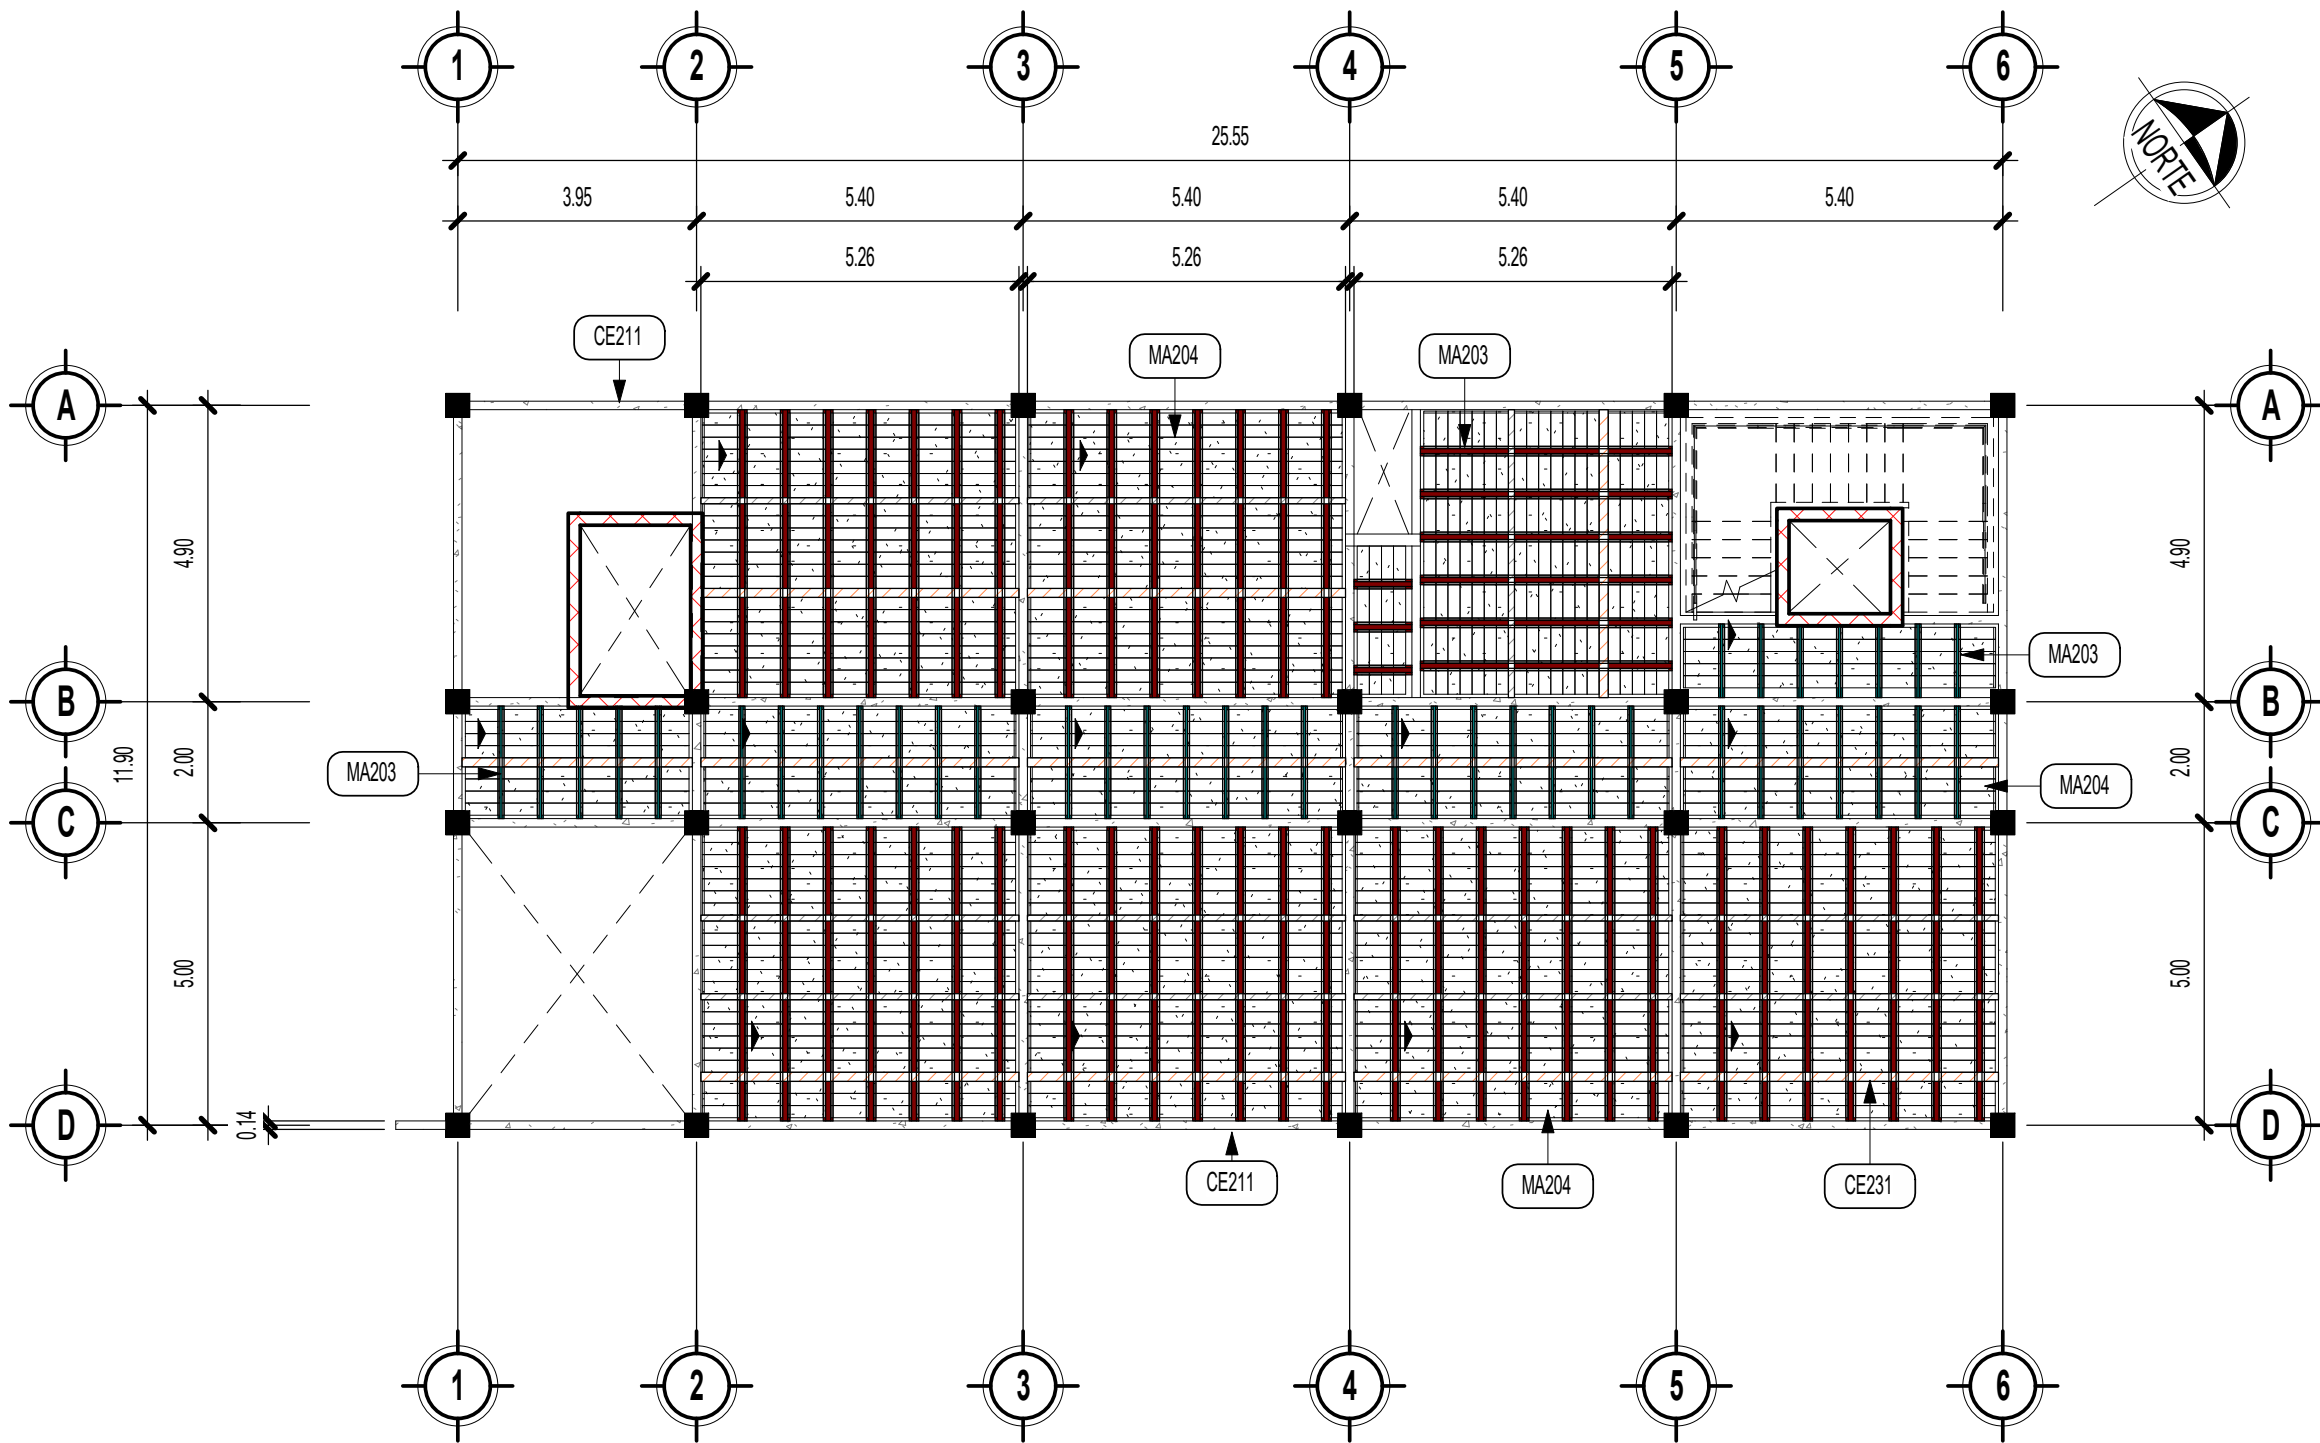 1 2 3 4 5 6
NORTE
25.55
3.95 5.40 5.40 5.40 5.40
5.26 5.26 5.26
CE211
MA204
MA203
A A
4.90 4.90
MA203
B B
11.90
2.00 2.00
MA203
MA204
C C
5.00 5.00
0.14
D D
CE211
MA204
CE231
1 2 3 4 5 6